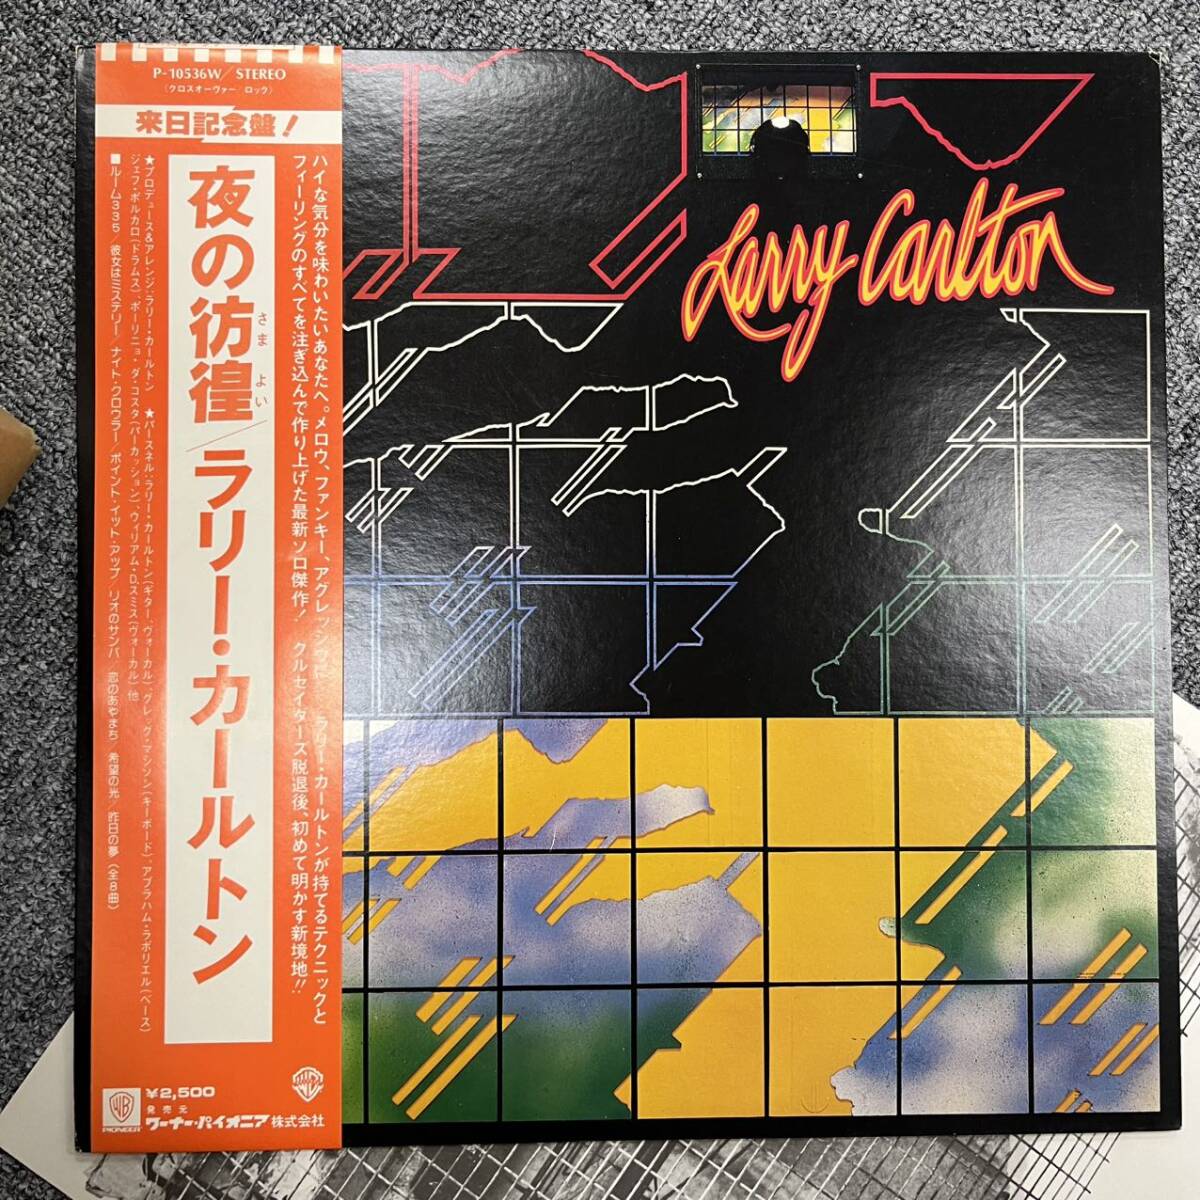 P-10536W／STEREO
（クロスオーヴァー ロック）
来日記念盤！
夜の彷徨／ラリー・カールトン
さまよい
ハイな気分を味わいたいあなたへ。メロウ、ファンキー、アグレッシヴに　ラリー・カールトンが持てるテクニックと
フィーリングのすべてを注ぎ込んで作り上げた最新ソロ傑作！　クルセイダーズ脱退後、初めて明かす新境地!!
★プロデュース&アレンジ：ラリー・カールトン　★パースネル：ラリー・カールトン（ギター、ヴォーカル）、グレッグ・マシソン（キーボード）、アブラハム・ラボリエル（ベース）
ジェフ・ポルカロ（ドラムス）、ポーリニョ・ダ・コスタ（パーカッション）、ウィリアム・D.スミス（ヴォーカル）他
■ルーム335／彼女はミステリー／ナイト・クロウラー／ポイント・イット・アップ／リオのサンバ／恋のあやまち／希望の光／昨日の夢（全8曲）
WB
PIONEER
¥2,500
発売元
ワーナー・パイオニア株式会社
Larry Carlton